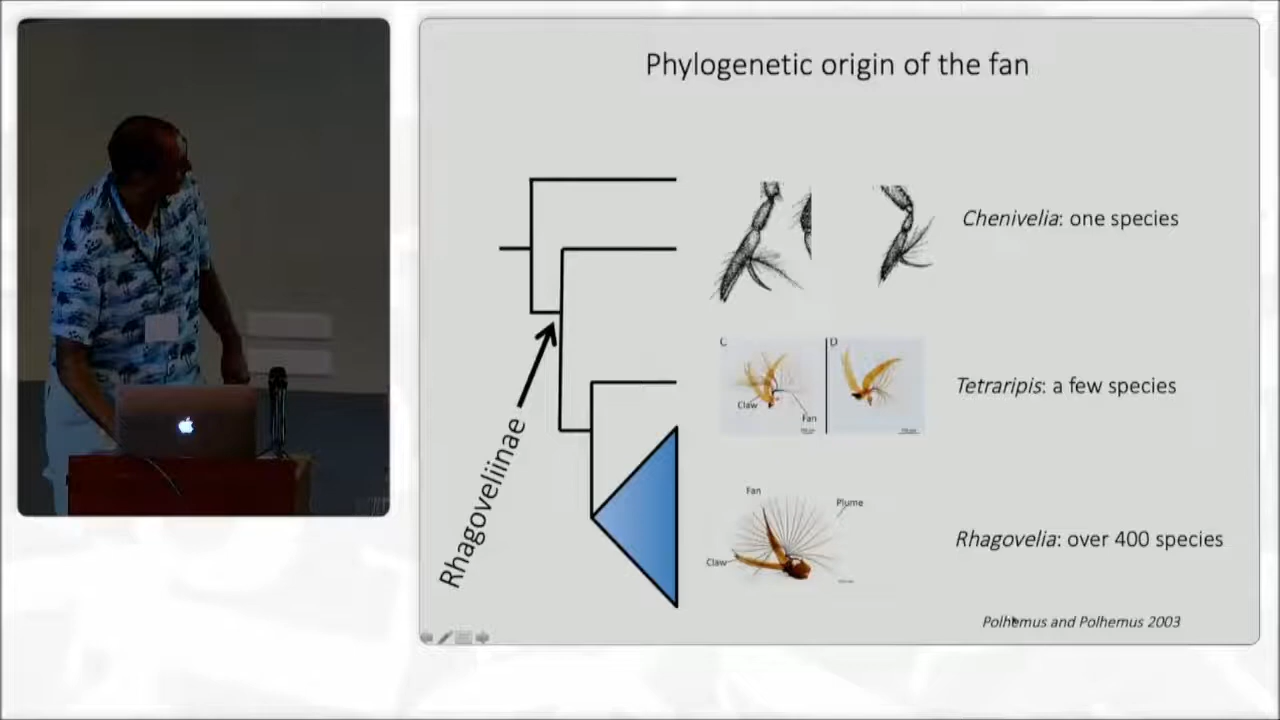 Phylogenetic origin of the fan
Chenivelia: one species
C
D
Claw
Fan
Tetraripis: a few species
Rhagoveliinae
Fan
Plume
Claw
Rhagovelia: over 400 species
Polhemus and Polhemus 2003